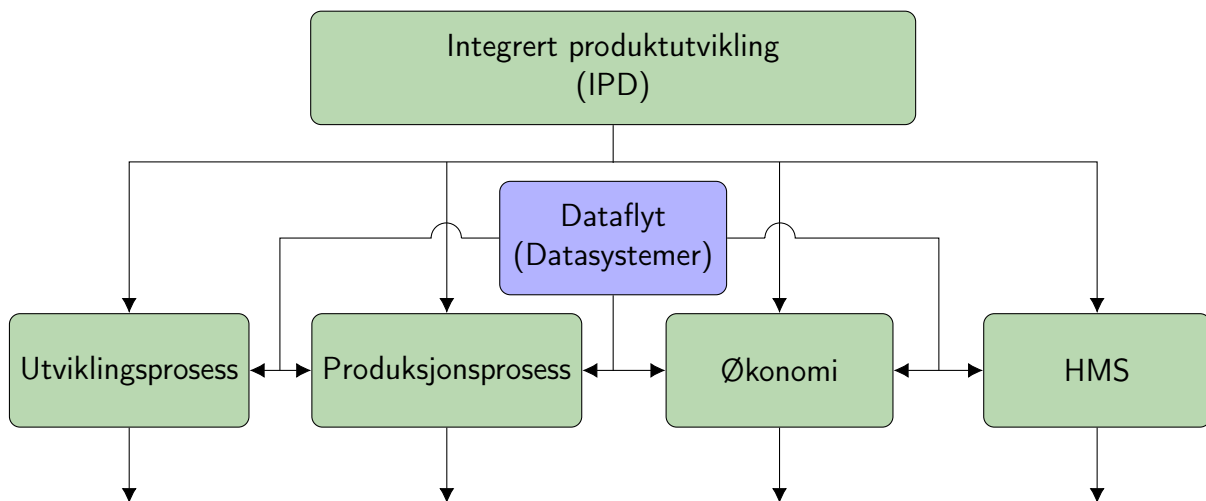 Integrert produktutvikling
(IPD)
Dataflyt
(Datasystemer)
Utviklingsprosess
Produksjonsprosess
Økonomi
HMS